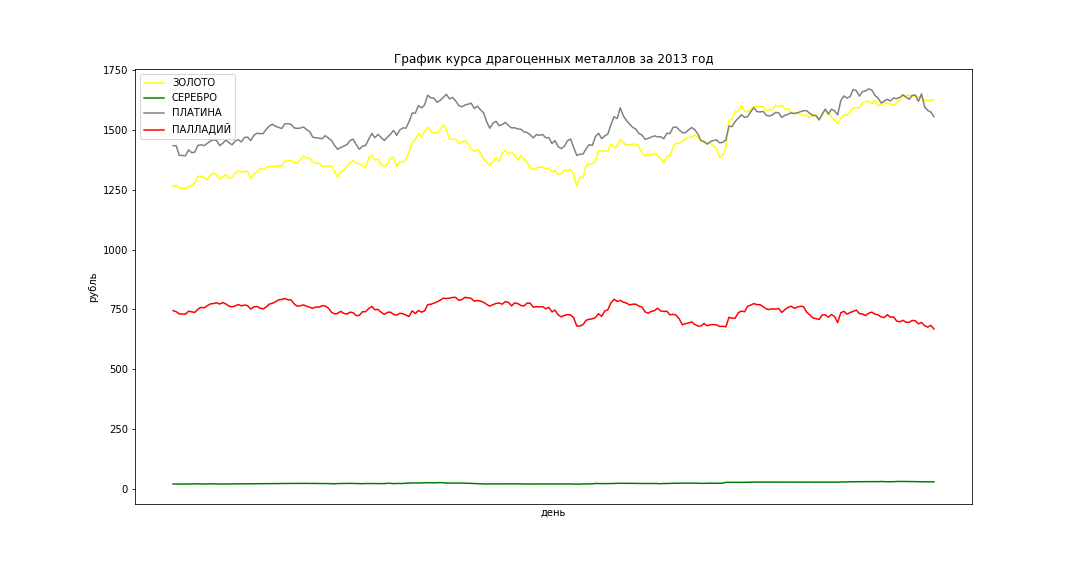 График курса драгоценных металлов за 2013 год
ЗОЛОТО
СЕРЕБРО
ПЛАТИНА
ПАЛЛАДИЙ
1750
1500
1250
1000
750
500
250
0
рубль
день